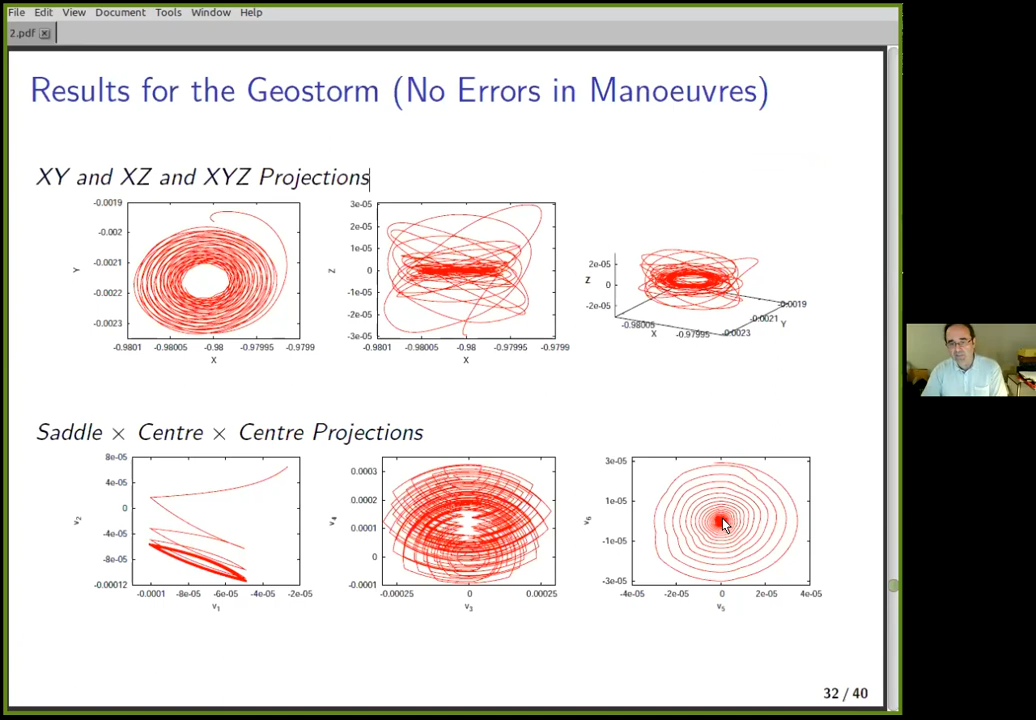 File Edit View Document Tools Window Help
2.pdf
Results for the Geostorm (No Errors in Manoeuvres)
XY and XZ and XYZ Projections
-0.0019
-0.002
-0.0021
-0.0022
-0.0023
Y
-0.9801 -0.98005 -0.98 -0.97995 -0.9799
X
3e-05
2e-05
1e-05
0
-1e-05
-2e-05
-3e-05
Z
-0.9801 -0.98005 -0.98 -0.97995 -0.9799
X
2e-05
Z 0
-2e-05
-0.98005
X -0.97995
-0.0023
-0.0021
-0.0019
Y
Saddle × Centre × Centre Projections
8e-05
4e-05
0
-4e-05
-8e-05
-0.00012
v₂
-0.0001 -8e-05 -6e-05 -4e-05 -2e-05
v₁
0.0003
0.0002
0.0001
0
-0.0001
v₄
-0.00025 0 0.00025
v₃
3e-05
1e-05
-1e-05
-3e-05
v₆
-4e-05 -2e-05 0 2e-05 4e-05
v₅
32 / 40